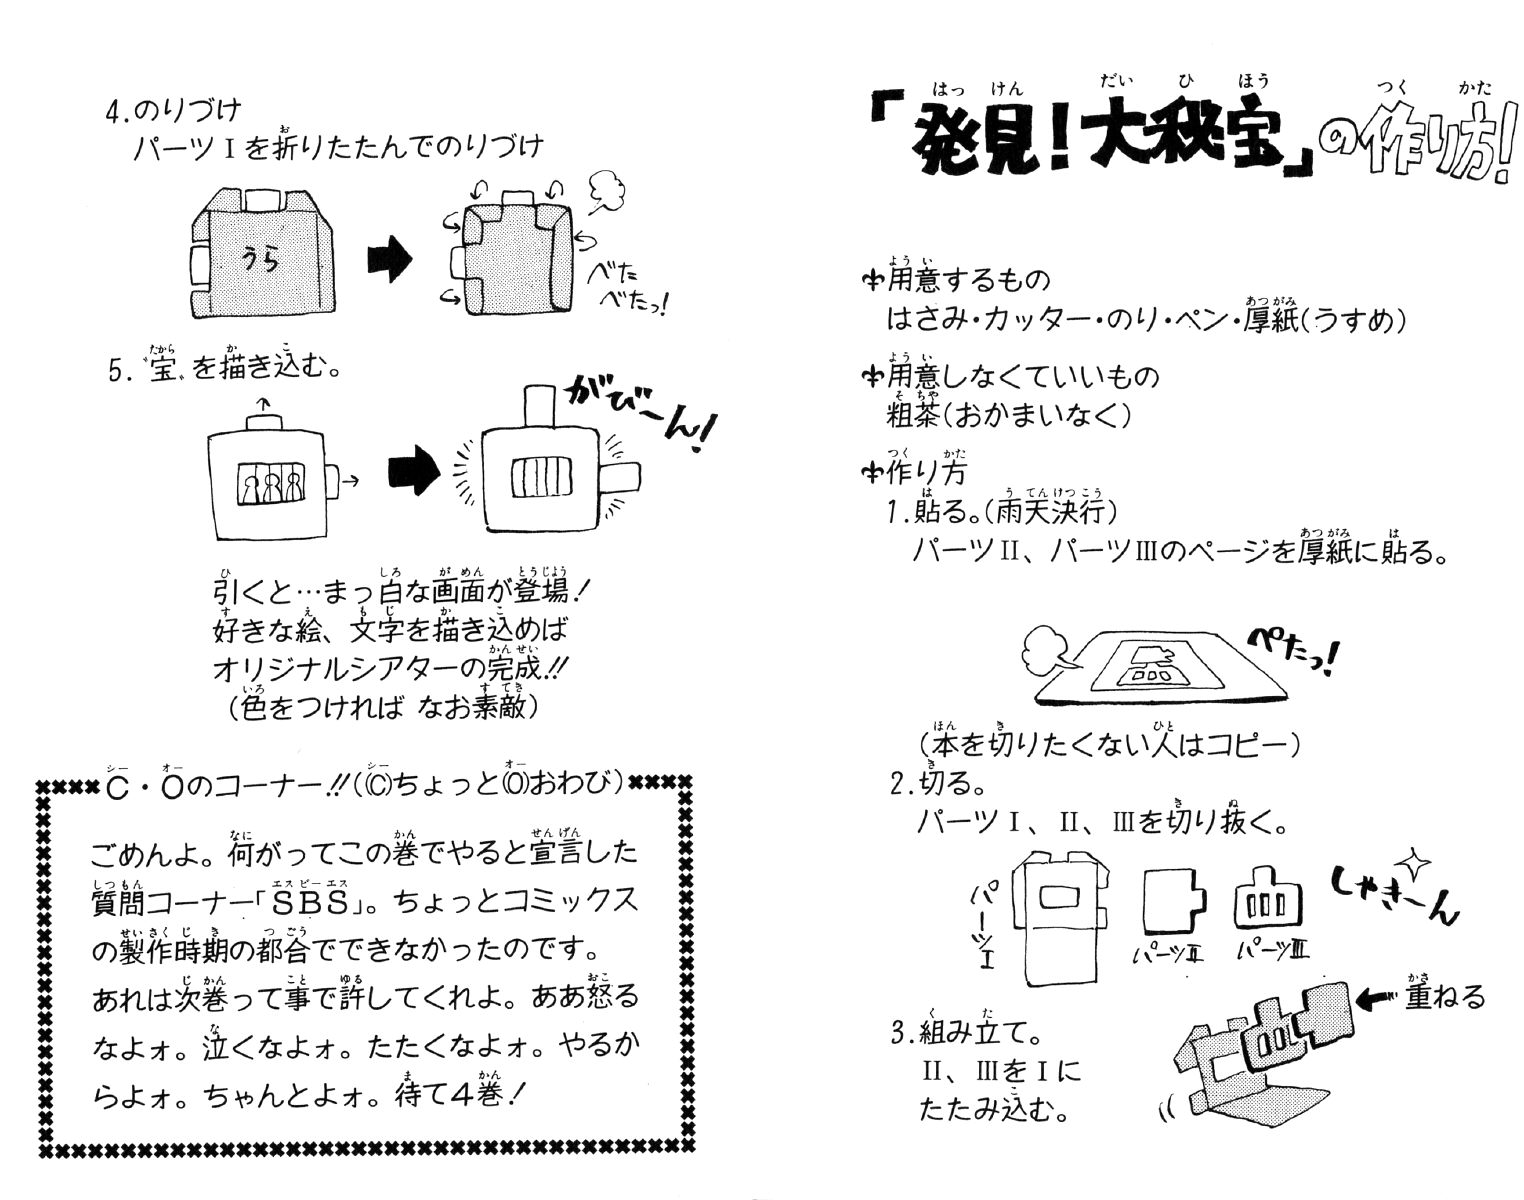 「発見！大秘宝」の作り方！
用意するもの
はさみ・カッター・のり・ペン・厚紙（うすめ）
用意しなくていいもの
粗茶（おかまいなく）
作り方
1.貼る。（雨天決行）
パーツⅡ、パーツⅢのページを厚紙に貼る。
ぺたっ！
（本を切りたくない人はコピー）
2.切る。
パーツⅠ、Ⅱ、Ⅲを切り抜く。
パーツⅠ
パーツⅡ
パーツⅢ
しゃきーん
3.組み立て。
Ⅱ、ⅢをⅠに
たたみ込む。
重ねる
4.のりづけ
パーツⅠを折りたたんでのりづけ
うら
べた
べたっ！
5.〝宝〟を描き込む。
がびーん！
引くと…まっ白な画面が登場！
好きな絵、文字を描き込めば
オリジナルシアターの完成!!
（色をつければ なお素敵）
C・Oのコーナー!!（Ⓒちょっとⓞおわび）
ごめんよ。何がってこの巻でやると宣言した
質問コーナー「SBS」。ちょっとコミックス
の製作時期の都合でできなかったのです。
あれは次巻って事で許してくれよ。ああ怒る
なよォ。泣くなよォ。たたくなよォ。やるか
らよォ。ちゃんとよォ。待て4巻！